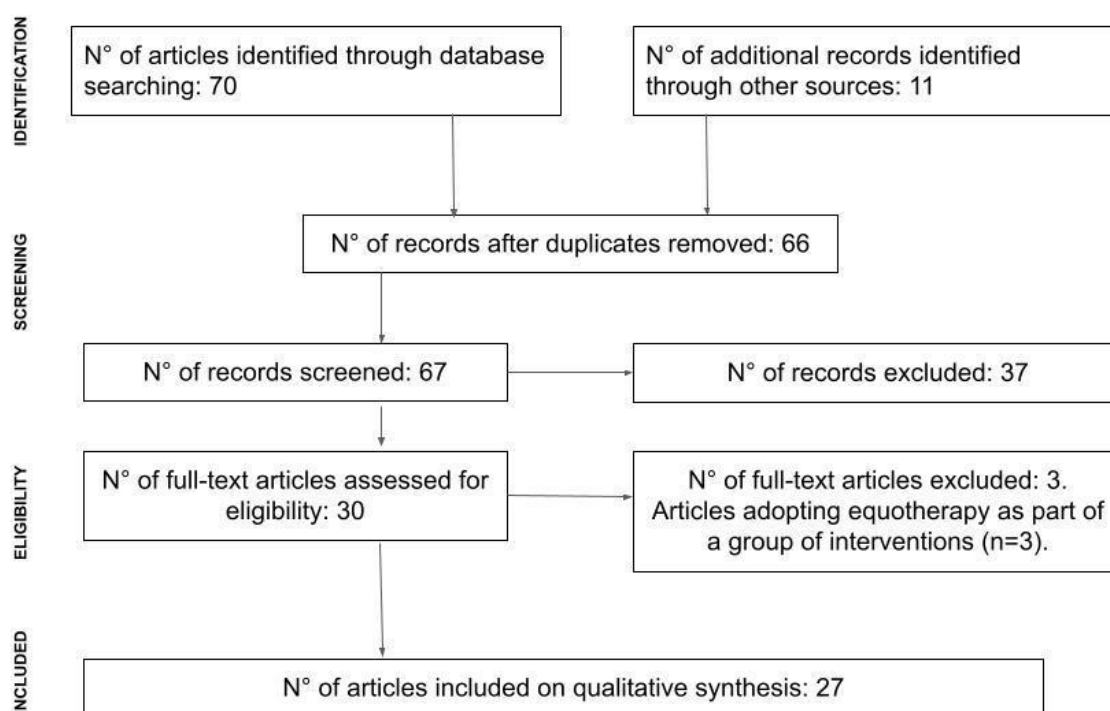 IDENTIFICATION
N° of articles identified through database
searching: 70
N° of additional records identified
through other sources: 11
SCREENING
N° of records after duplicates removed: 66
N° of records screened: 67
N° of records excluded: 37
ELIGIBILITY
N° of full-text articles assessed for
eligibility: 30
N° of full-text articles excluded: 3.
Articles adopting equotherapy as part of
a group of interventions (n=3).
INCLUDED
N° of articles included on qualitative synthesis: 27